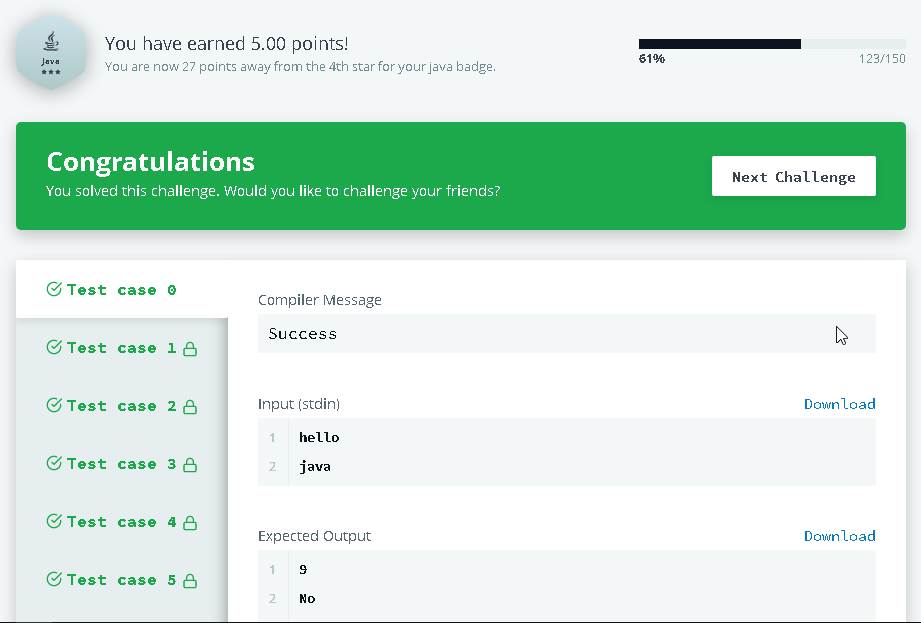 Java
★★★
You have earned 5.00 points!
You are now 27 points away from the 4th star for your java badge.
61%
123/150
Congratulations
You solved this challenge. Would you like to challenge your friends?
Next Challenge
Test case 0
Test case 1
Test case 2
Test case 3
Test case 4
Test case 5
Compiler Message
Success
Input (stdin)
Download
1 hello
2 java
Expected Output
Download
1 9
2 No